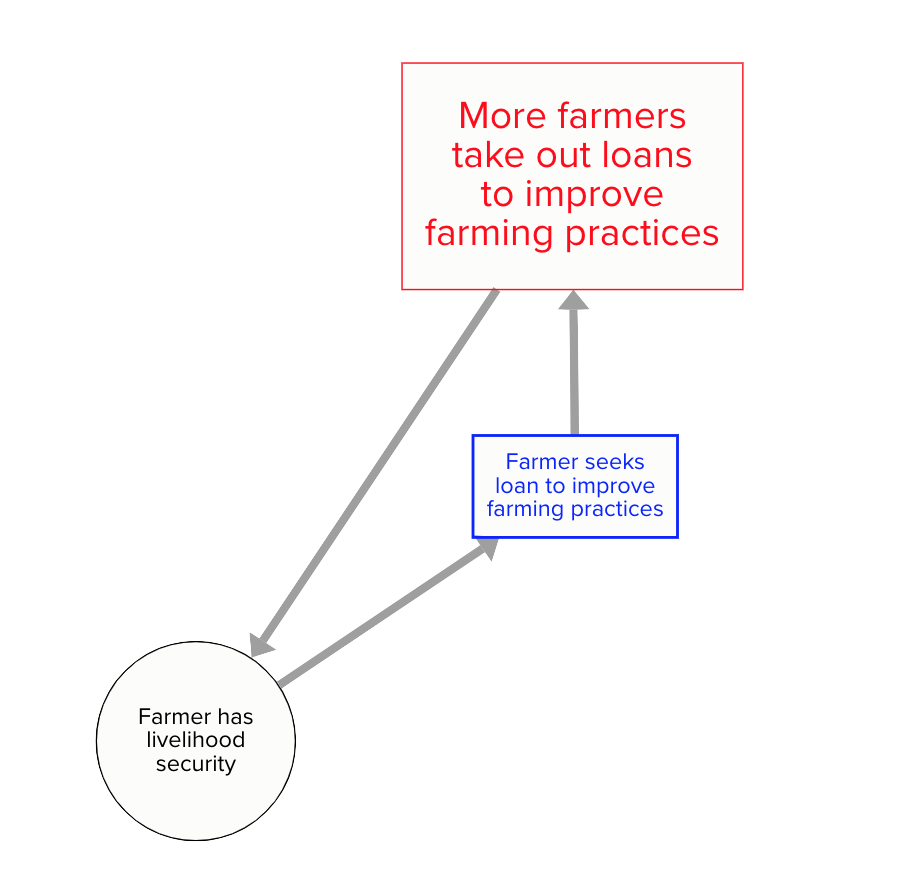 More farmers
take out loans
to improve
farming practices
Farmer seeks
loan to improve
farming practices
Farmer has
livelihood
security